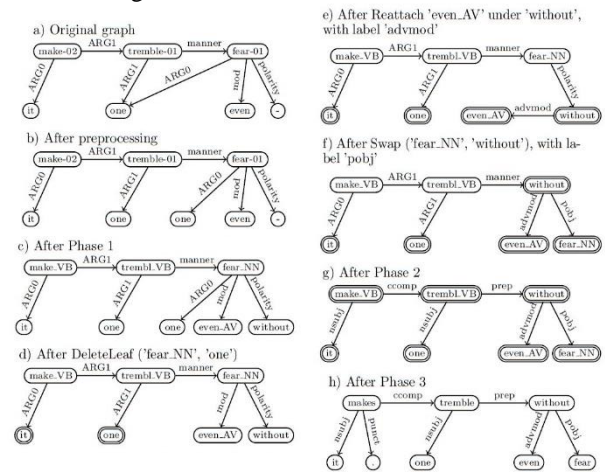 a) Original graph
make-02 ARG1 tremble-01 manner fear-01
ARG0 ARG1 ARG0 mod polarity
it one even -
b) After preprocessing
make-02 ARG1 tremble-01 manner fear-01
ARG0 ARG1 ARG0 mod polarity
it one one even -
c) After Phase 1
make_VB ARG1 trembl_VB manner fear_NN
ARG0 ARG1 ARG0 mod polarity
it one one even_AV without
d) After DeleteLeaf ('fear_NN', 'one')
make_VB ARG1 trembl_VB manner fear_NN
ARG0 ARG1 mod polarity
it one even_AV without
e) After Reattach 'even_AV' under 'without',
with label 'advmod'
make_VB ARG1 trembl_VB manner fear_NN
ARG0 ARG1 polarity
it one even_AV advmod without
f) After Swap ('fear_NN', 'without'), with la-
bel 'pobj'
make_VB ARG1 trembl_VB manner without
ARG0 ARG1 advmod pobj
it one even_AV fear_NN
g) After Phase 2
make_VB ccomp trembl_VB prep without
nsubj nsubj advmod pobj
it one even_AV fear_NN
h) After Phase 3
makes ccomp tremble prep without
nsubj punct nsubj advmod pobj
it . one even fear